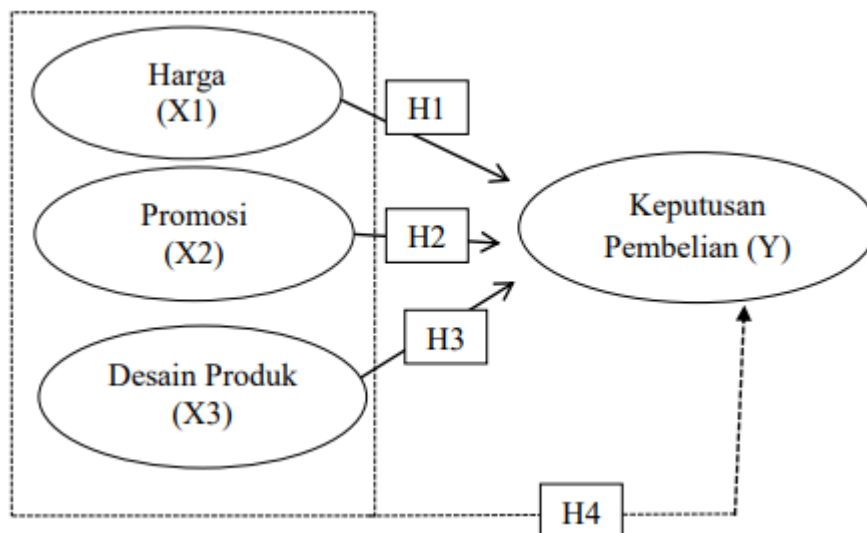 Harga
(X1)
H1
Promosi
(X2)
H2
Keputusan
Pembelian (Y)
Desain Produk
(X3)
H3
H4